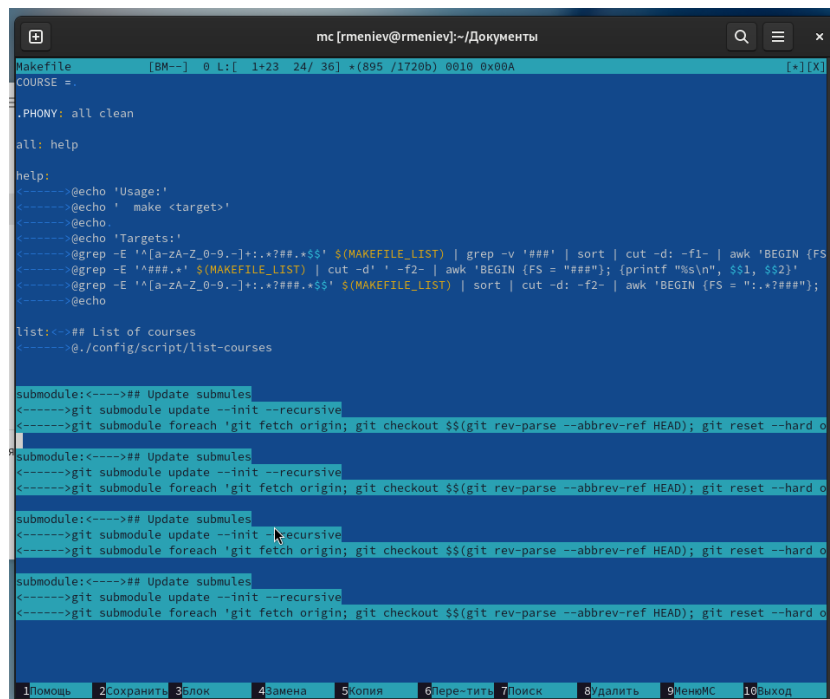 mc [rmeniev@rmeniev]:~/Документы
Makefile [BM--] 0 L:[ 1+23 24/ 36] *(895 /1720b) 0010 0x00A [*][X]
COURSE =.
.PHONY: all clean
all: help
help:
<------>@echo 'Usage:'
<------>@echo '  make <target>'
<------>@echo.
<------>@echo 'Targets:'
<------>@grep -E '^[a-zA-Z_0-9.-]+:.*?##.*$$' $(MAKEFILE_LIST) | grep -v '###' | sort | cut -d: -f1- | awk 'BEGIN {FS
<------>@grep -E '^###.*' $(MAKEFILE_LIST) | cut -d' ' -f2- | awk 'BEGIN {FS = "###"}; {printf "%s\n", $$1, $$2}'
<------>@grep -E '^[a-zA-Z_0-9.-]+:.*?###.*$$' $(MAKEFILE_LIST) | sort | cut -d: -f2- | awk 'BEGIN {FS = ":.*?###"};
<------>@echo
list:<->## List of courses
<------>@./config/script/list-courses
submodule:<---->## Update submules
<------>git submodule update --init --recursive
<------>git submodule foreach 'git fetch origin; git checkout $$(git rev-parse --abbrev-ref HEAD); git reset --hard o
submodule:<---->## Update submules
<------>git submodule update --init --recursive
<------>git submodule foreach 'git fetch origin; git checkout $$(git rev-parse --abbrev-ref HEAD); git reset --hard o
submodule:<---->## Update submules
<------>git submodule update --init --recursive
<------>git submodule foreach 'git fetch origin; git checkout $$(git rev-parse --abbrev-ref HEAD); git reset --hard o
submodule:<---->## Update submules
<------>git submodule update --init --recursive
<------>git submodule foreach 'git fetch origin; git checkout $$(git rev-parse --abbrev-ref HEAD); git reset --hard o
1Помощь 2Сохранить 3Блок 4Замена 5Копия 6Пере~тить 7Поиск 8Удалить 9МенюМС 10Выход